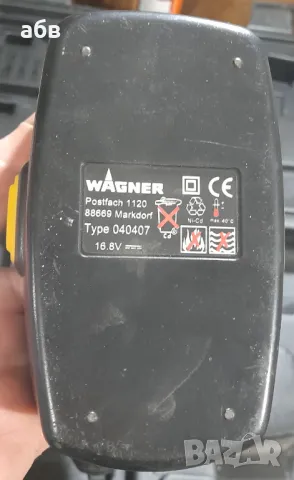 абв
WAGNER
Postfach 1120
88669 Markdorf
Type 040407
16.8V
CE
Ni-Cd
max. 40°C
BAZAR